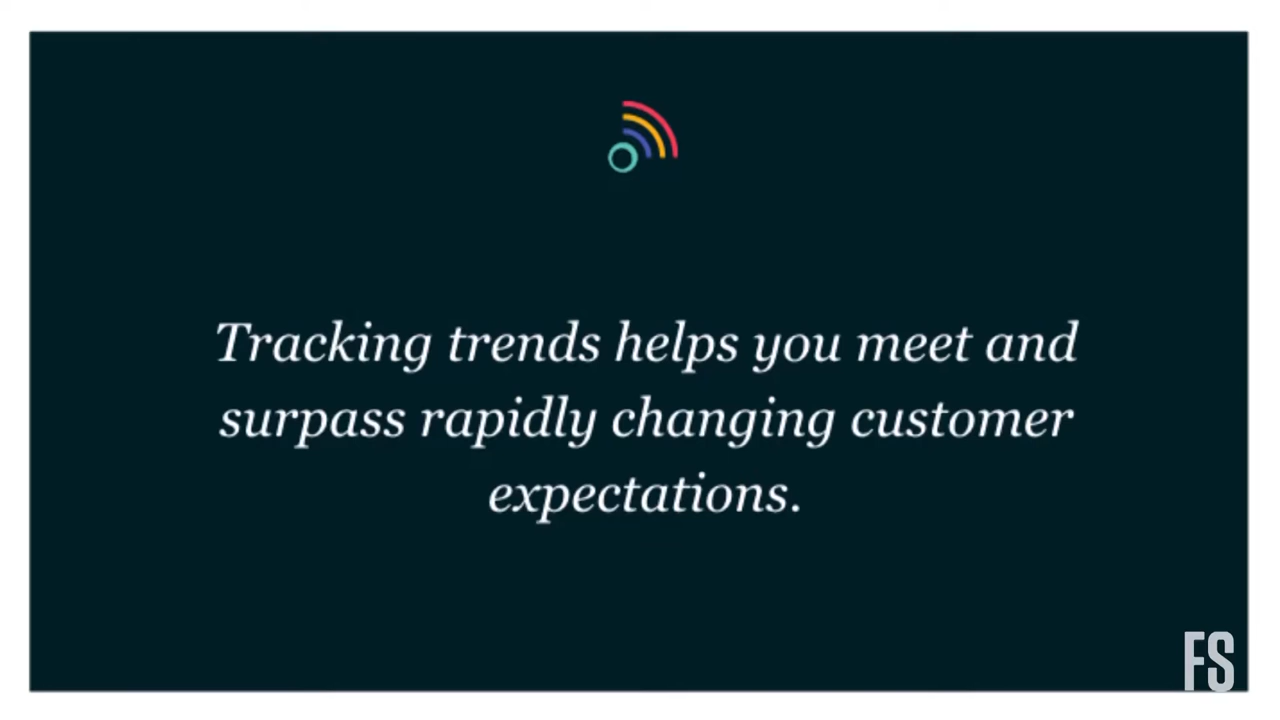 Tracking trends helps you meet and
surpass rapidly changing customer
expectations.
FS